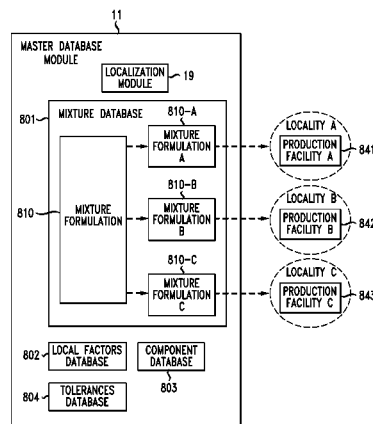 11
MASTER DATABASE
MODULE
LOCALIZATION
MODULE
19
801
MIXTURE DATABASE
810-A
MIXTURE
FORMULATION
A
LOCALITY A
PRODUCTION
FACILITY A
841
810
MIXTURE
FORMULATION
810-B
MIXTURE
FORMULATION
B
LOCALITY B
PRODUCTION
FACILITY B
842
810-C
MIXTURE
FORMULATION
C
LOCALITY C
PRODUCTION
FACILITY C
843
802
LOCAL FACTORS
DATABASE
COMPONENT
DATABASE
803
804
TOLERANCES
DATABASE